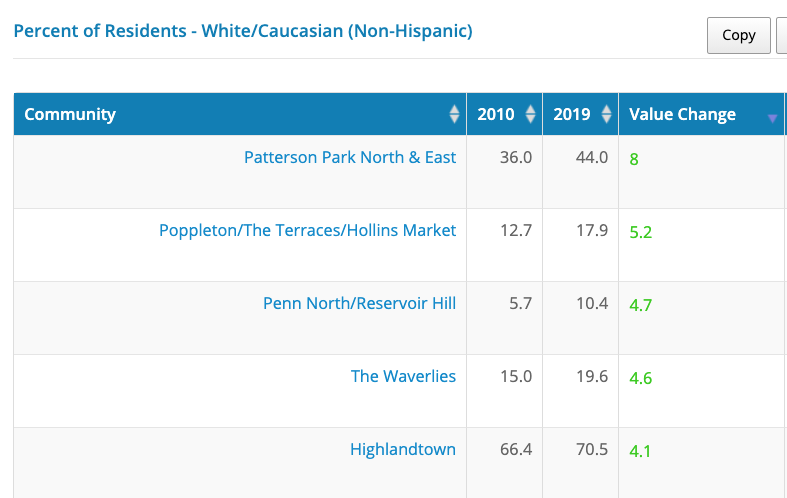 Percent of Residents - White/Caucasian (Non-Hispanic)
Copy
Community 2010 2019 Value Change
Patterson Park North & East 36.0 44.0 8
Poppleton/The Terraces/Hollins Market 12.7 17.9 5.2
Penn North/Reservoir Hill 5.7 10.4 4.7
The Waverlies 15.0 19.6 4.6
Highlandtown 66.4 70.5 4.1